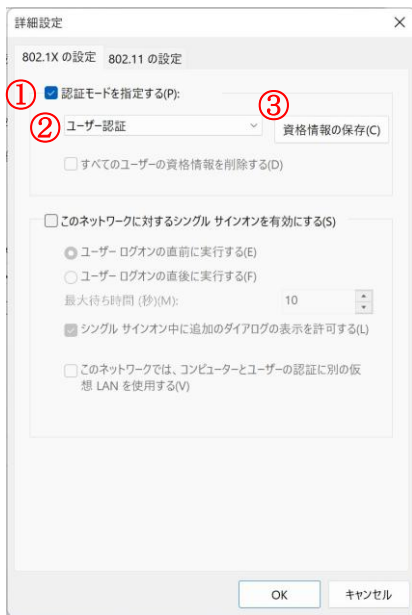 詳細設定
802.1X の設定 802.11 の設定
① 認証モードを指定する(P):
② ユーザー認証
③ 資格情報の保存(C)
すべてのユーザーの資格情報を削除する(D)
このネットワークに対するシングル サインオンを有効にする(S)
ユーザー ログオンの直前に実行する(E)
ユーザー ログオンの直後に実行する(F)
最大待ち時間 (秒)(M): 10
シングル サインオン中に追加のダイアログの表示を許可する(L)
このネットワークでは、コンピューターとユーザーの認証に別の仮
想 LAN を使用する(V)
OK キャンセル